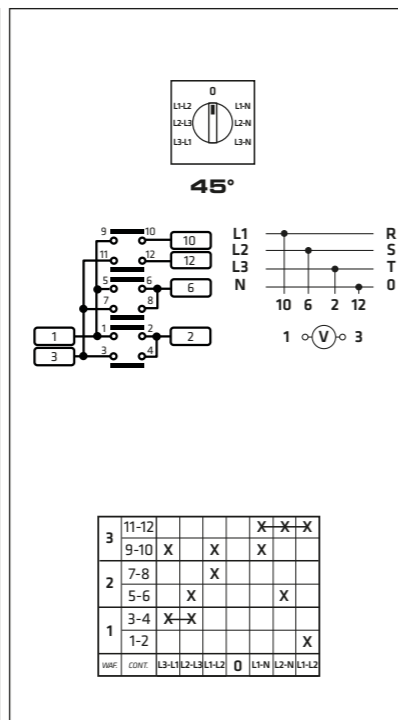 0
L1-L2 L1-N
L2-L3 L2-N
L3-L1 L3-N
45°
9 10 10
11 12 12
5 6 6
7 8
1 1 2 2
3 3 4
L1 R
L2 S
L3 T
N 0
10 6 2 12
1 V 3
3 11-12 X X X
9-10 X X X
2 7-8 X
5-6 X X
1 3-4 X X
1-2 X
WAF. CONT. L3-L1 L2-L3 L1-L2 0 L1-N L2-N L1-L2